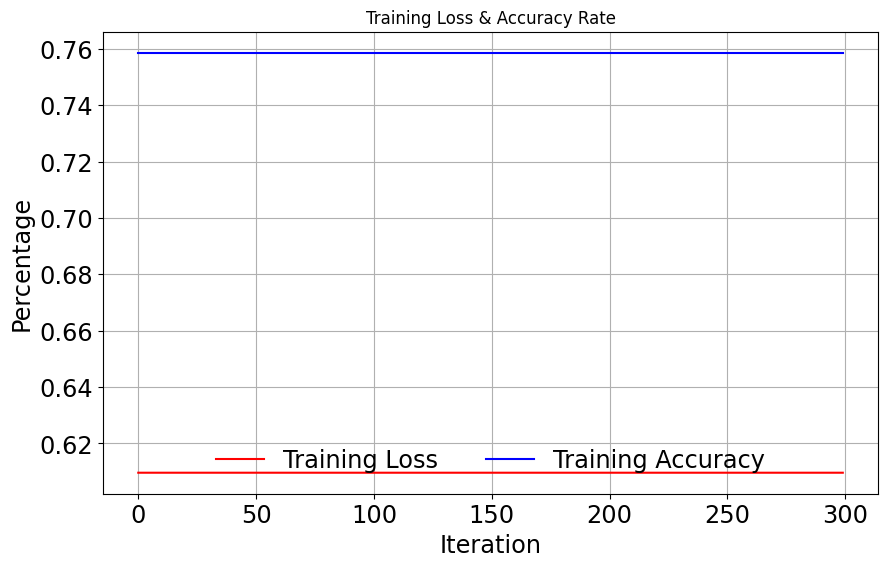 Training Loss & Accuracy Rate
Percentage
0.76
0.74
0.72
0.70
0.68
0.66
0.64
0.62
Training Loss
Training Accuracy
0 50 100 150 200 250 300
Iteration